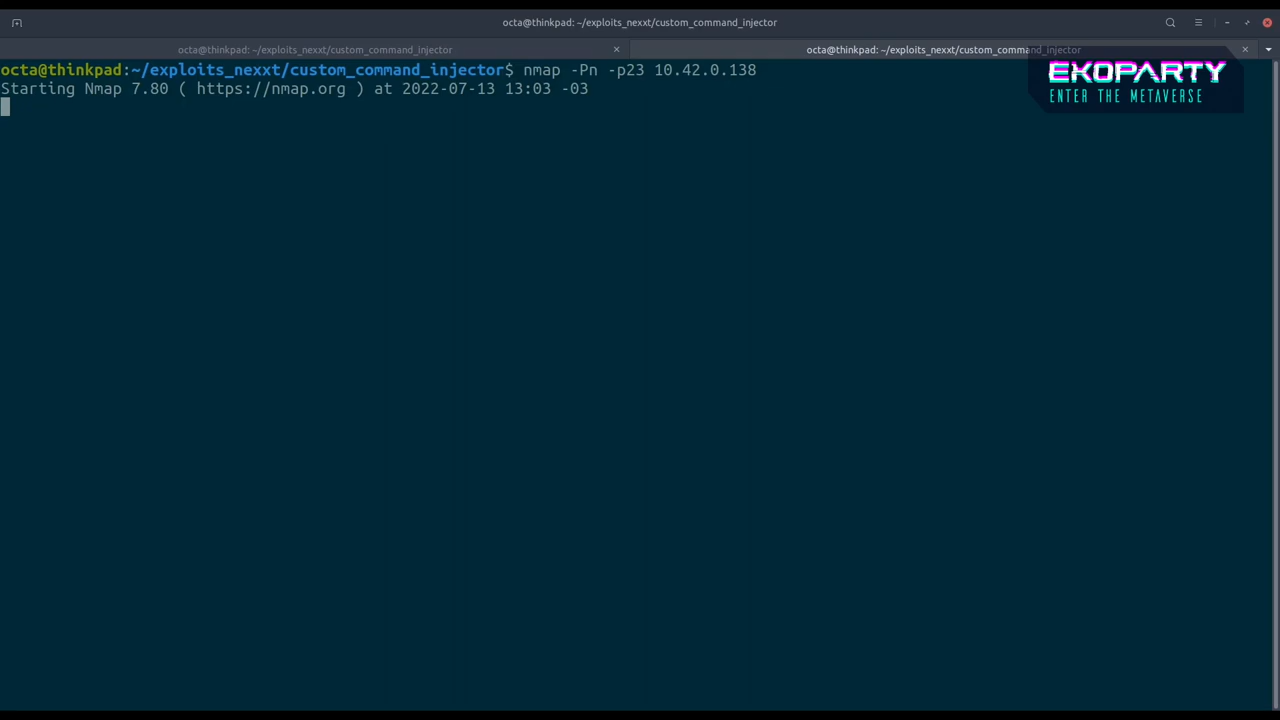 octa@thinkpad: ~/exploits_nexxt/custom_command_injector
octa@thinkpad: ~/exploits_nexxt/custom_command_injector
octa@thinkpad: ~/exploits_nexxt/custom_command_injector
octa@thinkpad:~/exploits_nexxt/custom_command_injector$ nmap -Pn -p23 10.42.0.138
Starting Nmap 7.80 ( https://nmap.org ) at 2022-07-13 13:03 -03
EKOPARTY
ENTER THE METAVERSE